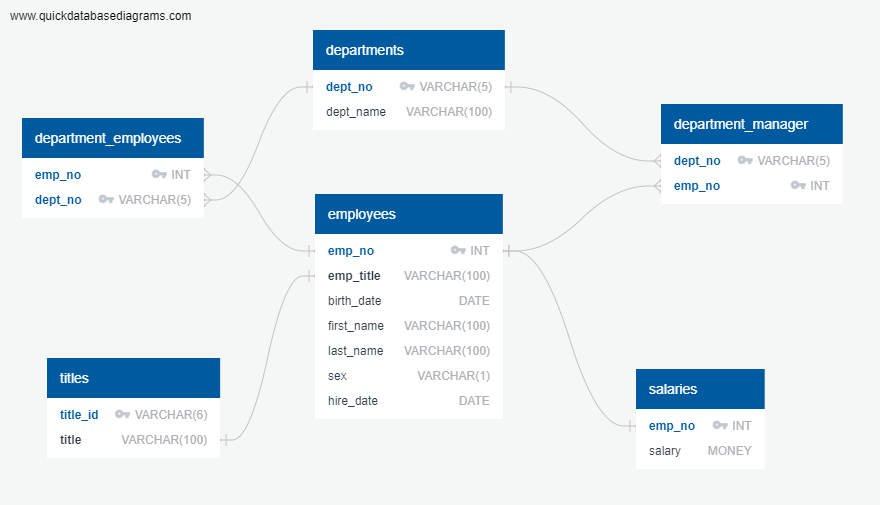 www.quickdatabasediagrams.com
departments
dept_no VARCHAR(5)
dept_name VARCHAR(100)
department_employees
emp_no INT
dept_no VARCHAR(5)
department_manager
dept_no VARCHAR(5)
emp_no INT
employees
emp_no INT
emp_title VARCHAR(100)
birth_date DATE
first_name VARCHAR(100)
last_name VARCHAR(100)
sex VARCHAR(1)
hire_date DATE
titles
title_id VARCHAR(6)
title VARCHAR(100)
salaries
emp_no INT
salary MONEY